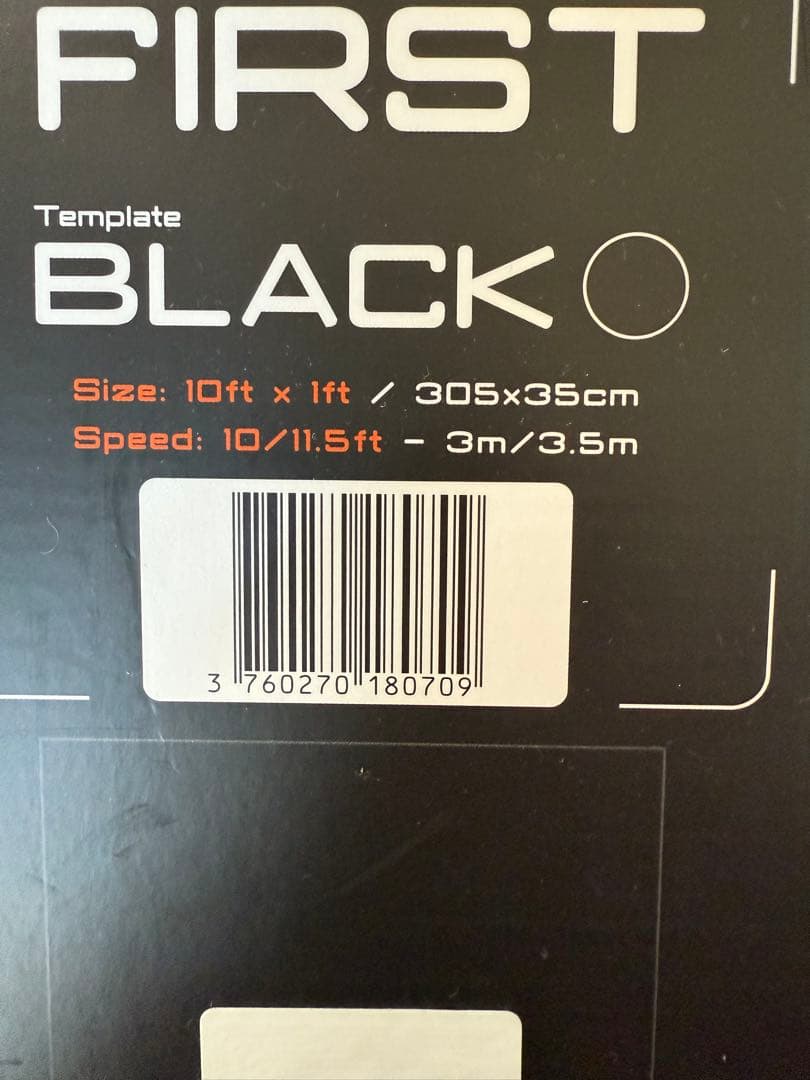 FIRST
Template
BLACK
Size: 10ft x 1ft / 305x35cm
Speed: 10/11.5ft - 3m/3.5m
3 760270 180709